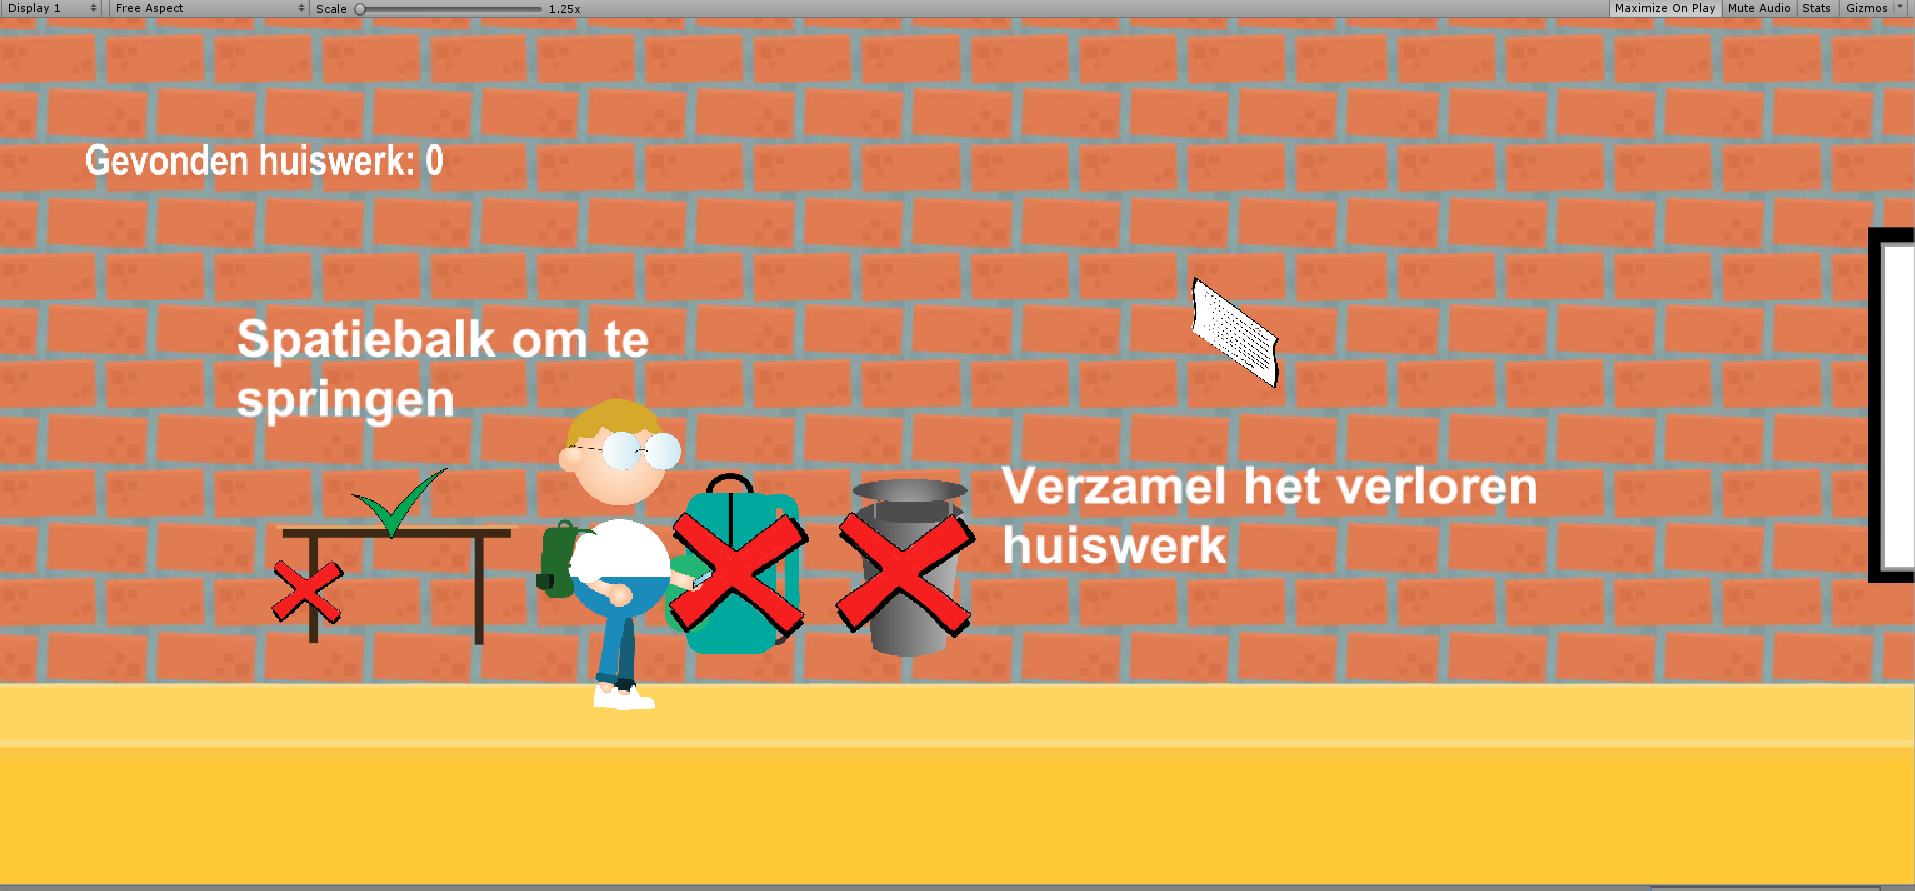 Display 1 Free Aspect Scale 1.25x Maximize On Play Mute Audio Stats Gizmos
Gevonden huiswerk: 0
Spatiebalk om te
springen
Verzamel het verloren
huiswerk